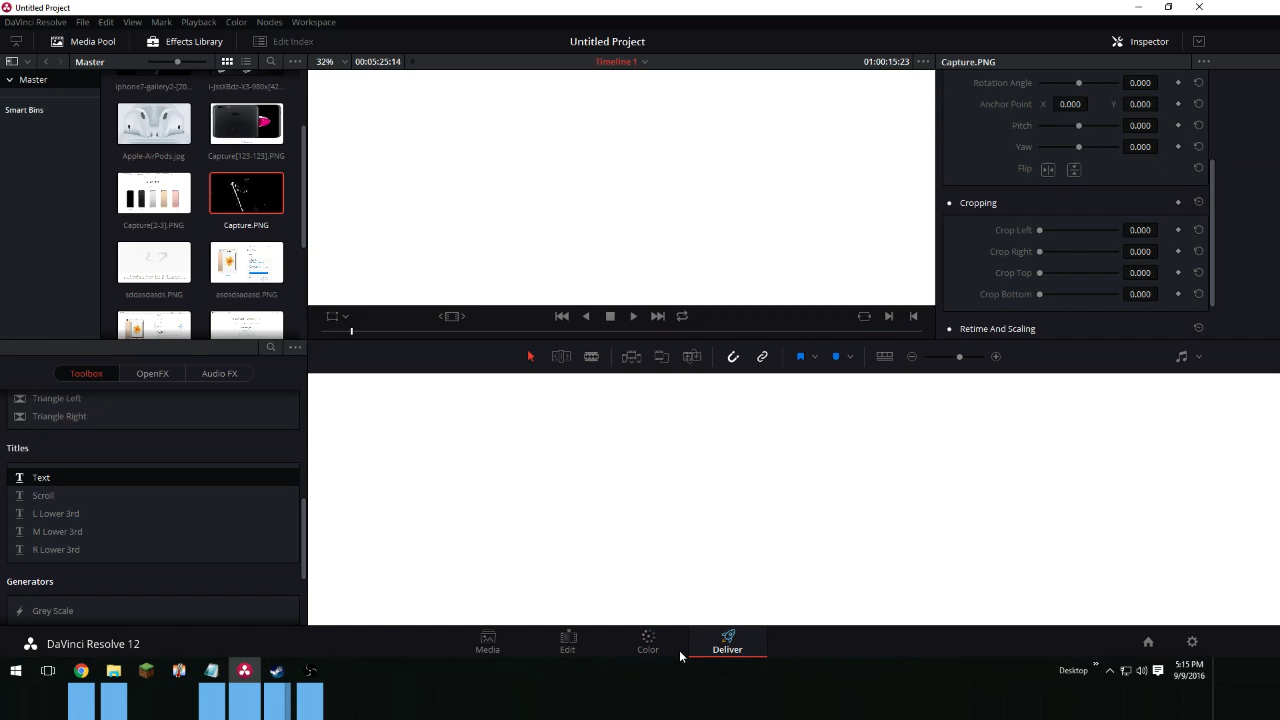 Untitled Project
DaVinci Resolve File Edit View Mark Playback Color Nodes Workspace
Media Pool Effects Library Edit Index Untitled Project Inspector
Master 32% 00:05:25:14 Timeline 1 01:00:15:23 Capture.PNG
Master
Smart Bins
iphone7-gallery2-[20... i-JssXBdz-X3-980x[42...
Apple-AirPods.jpg Capture[123-123].PNG
Capture[2-3].PNG Capture.PNG
sddasdasds.PNG asdsdsadasd.PNG
Rotation Angle 0.000
Anchor Point X 0.000 Y 0.000
Pitch 0.000
Yaw 0.000
Flip
Cropping
Crop Left 0.000
Crop Right 0.000
Crop Top 0.000
Crop Bottom 0.000
Retime And Scaling
Toolbox OpenFX Audio FX
Triangle Left
Triangle Right
Titles
T Text
T Scroll
T L Lower 3rd
T M Lower 3rd
T R Lower 3rd
Generators
Grey Scale
DaVinci Resolve 12 Media Edit Color Deliver
Desktop 5:15 PM
9/9/2016